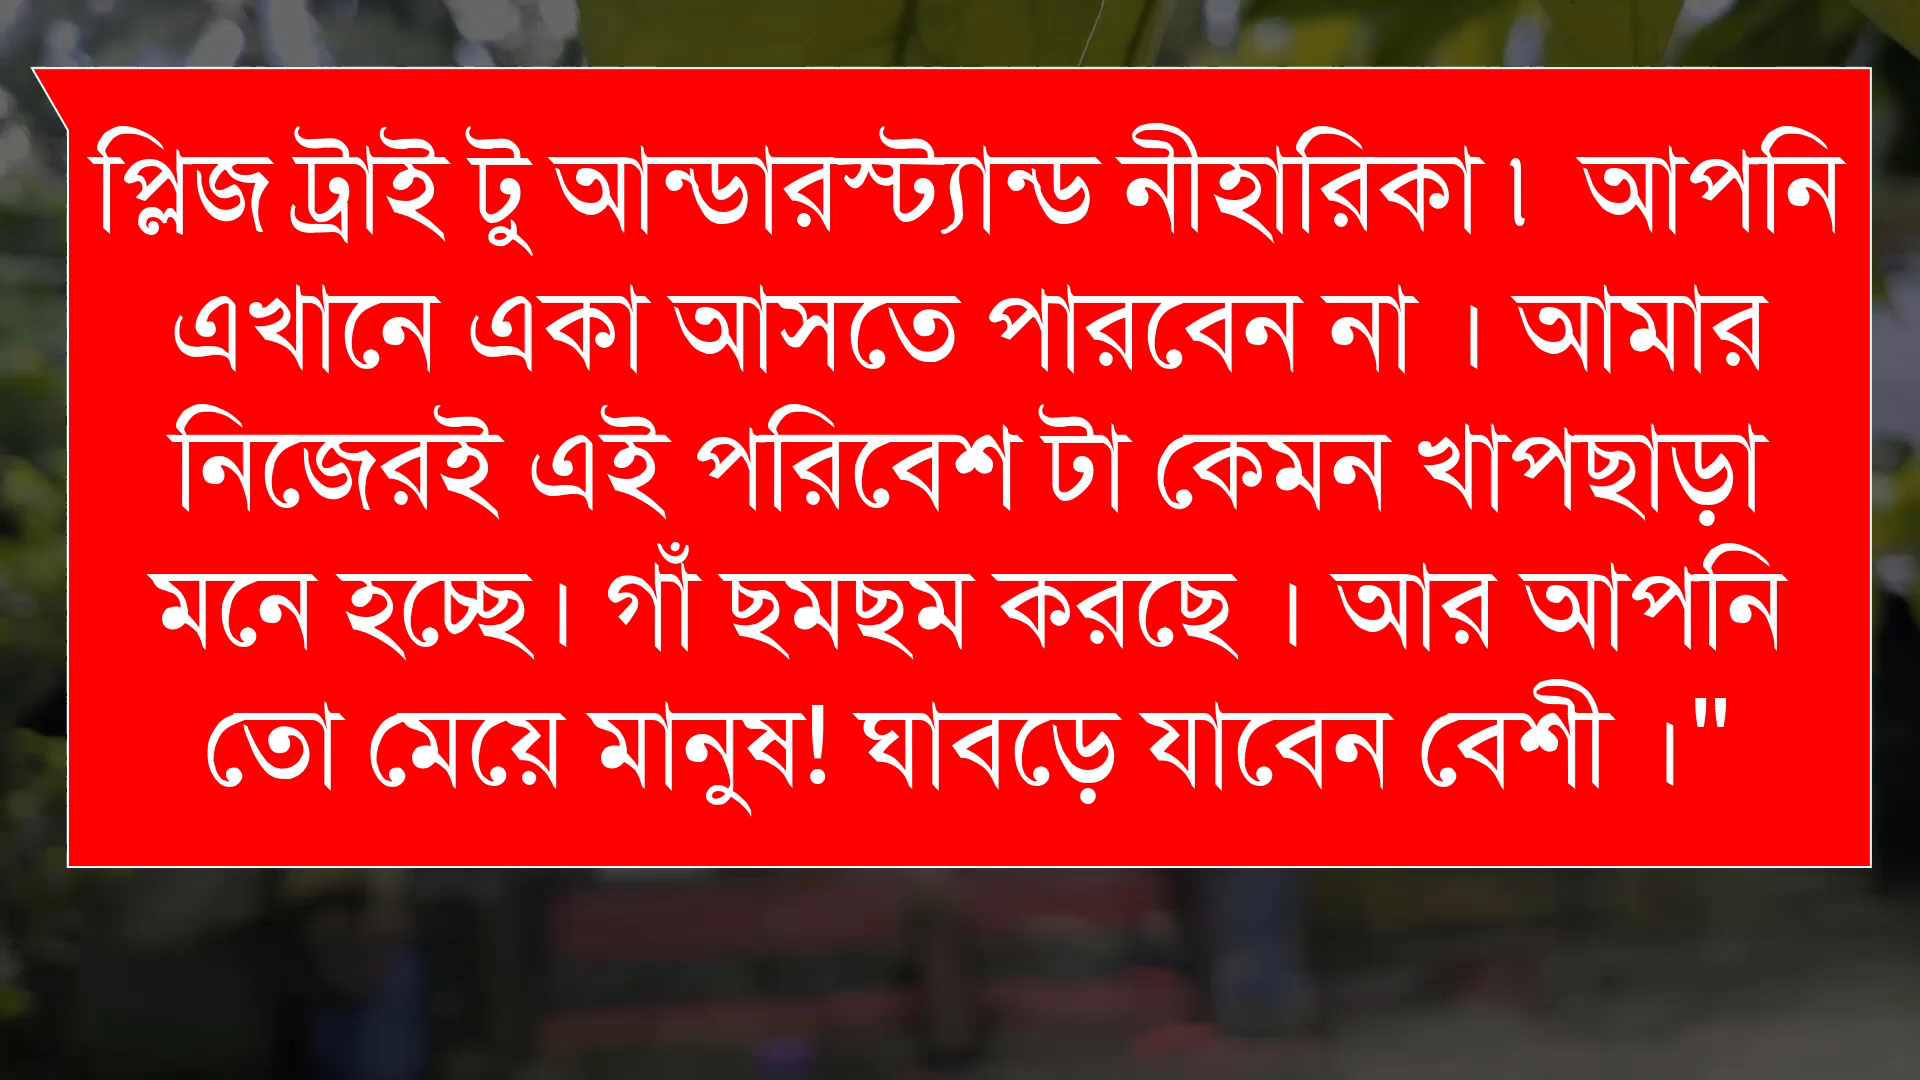 প্লিজ ট্রাই টু আন্ডারস্ট্যান্ড নীহারিকা ৷  আপনি
এখানে একা আসতে পারবেন না । আমার
নিজেরই এই পরিবেশ টা কেমন খাপছাড়া
মনে হচ্ছে। গাঁ ছমছম করছে । আর আপনি
তো মেয়ে মানুষ! ঘাবড়ে যাবেন বেশী ।"